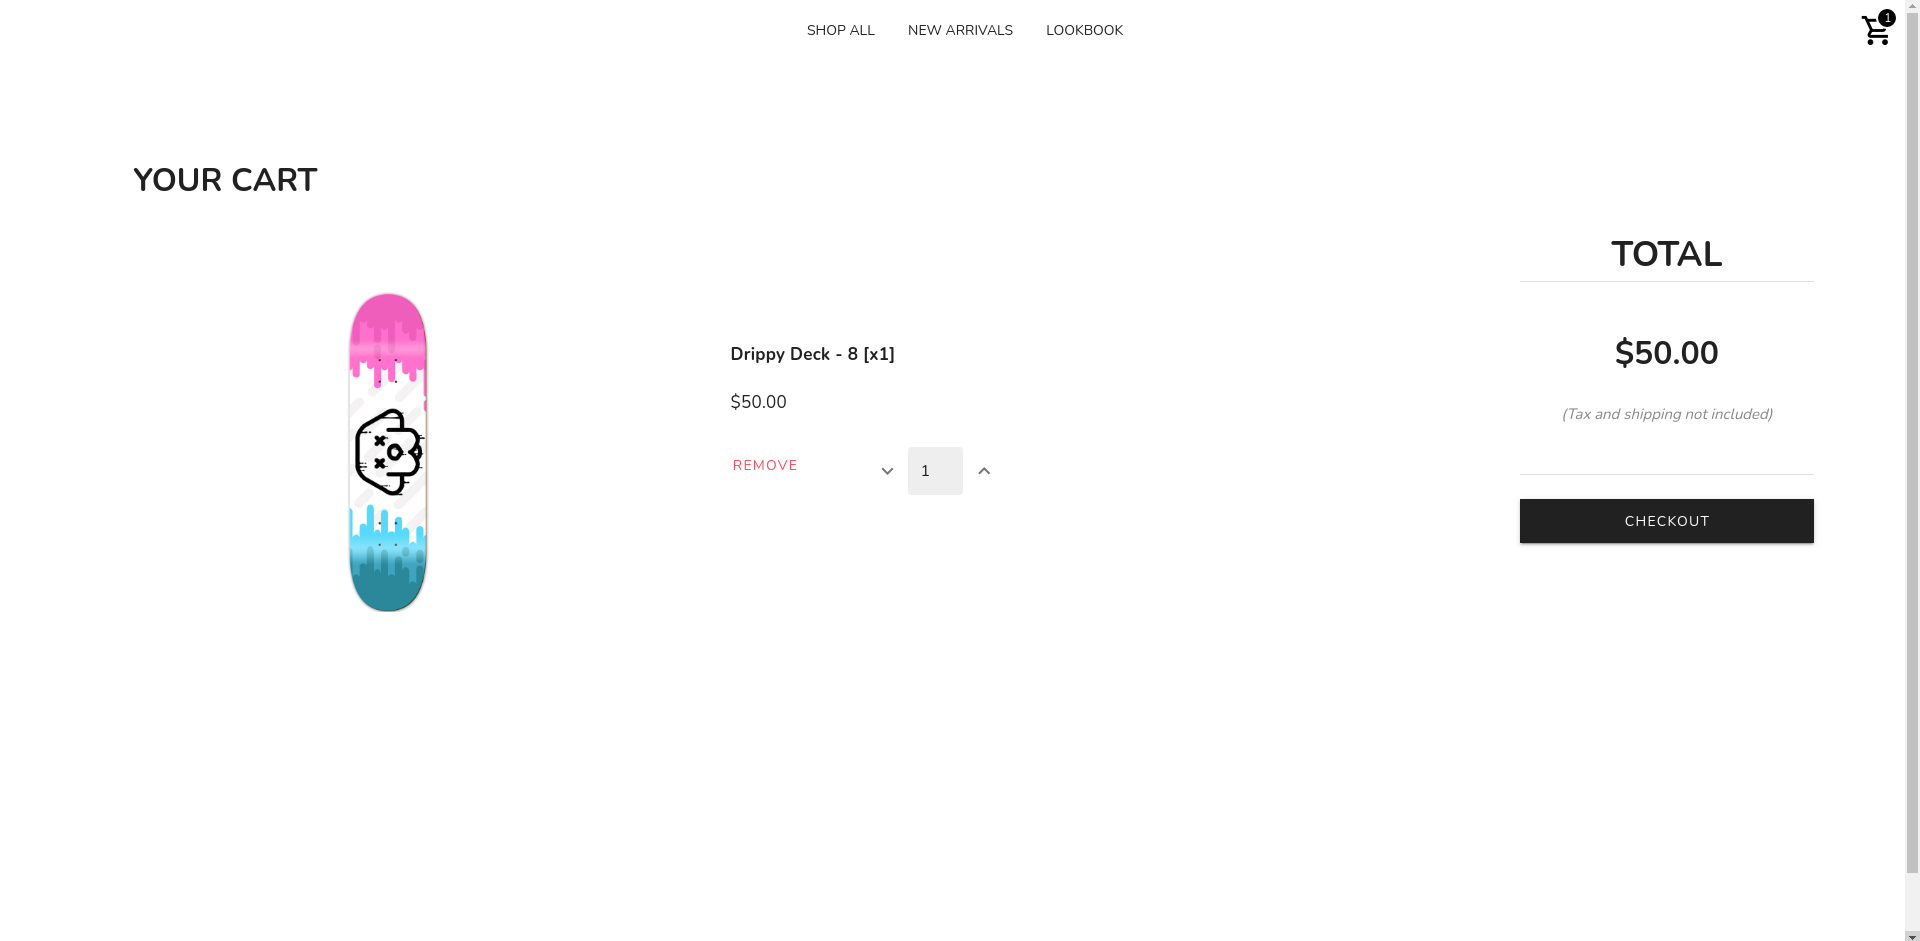 SHOP ALL NEW ARRIVALS LOOKBOOK
1
YOUR CART
Drippy Deck - 8 [x1]
$50.00
REMOVE
1
TOTAL
$50.00
(Tax and shipping not included)
CHECKOUT